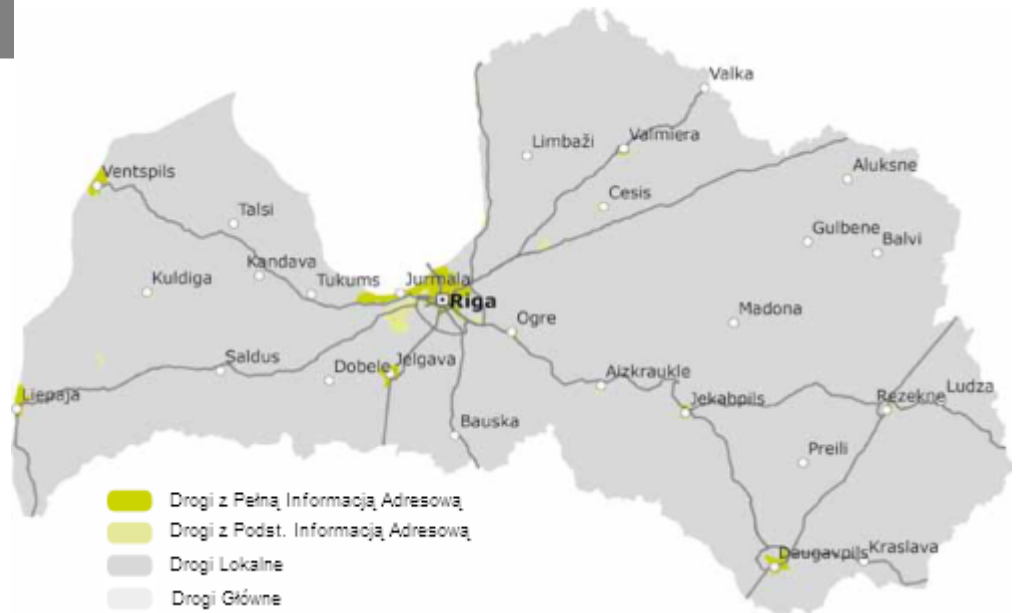 Valka
Limbaži
Valmiera
Aluksne
Ventspils
Cesis
Talsi
Gulbene
Balvi
Kandava
Kuldiga
Tukums
Jurmala
Riga
Madona
Ogre
Saldus
Dobele
Jelgava
Aizkraukle
Liepaja
Jekabpils
Rezekne
Ludza
Bauska
Preili
Drogi z Pełną Informacją Adresową
Drogi z Podst. Informacją Adresową
Daugavpils
Kraslava
Drogi Lokalne
Drogi Główne